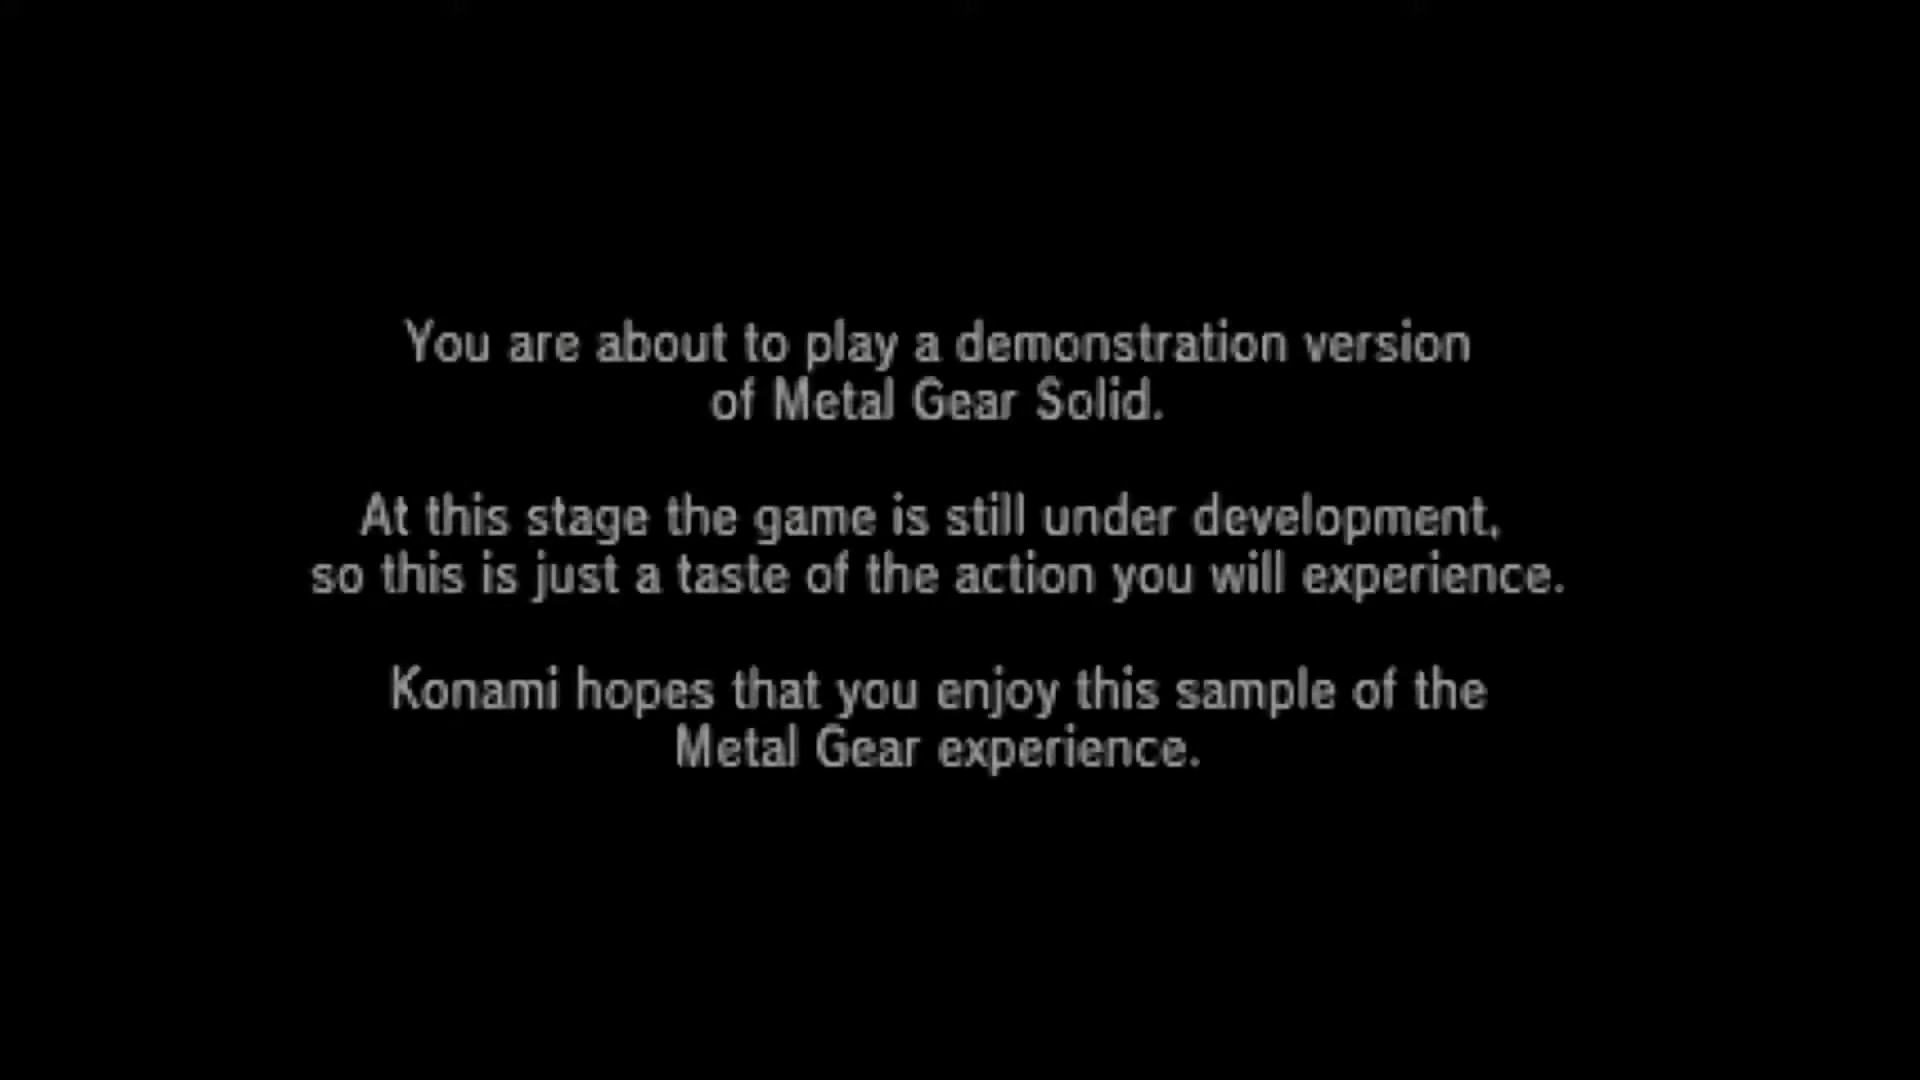 You are about to play a demonstration version
of Metal Gear Solid.
At this stage the game is still under development,
so this is just a taste of the action you will experience.
Konami hopes that you enjoy this sample of the
Metal Gear experience.